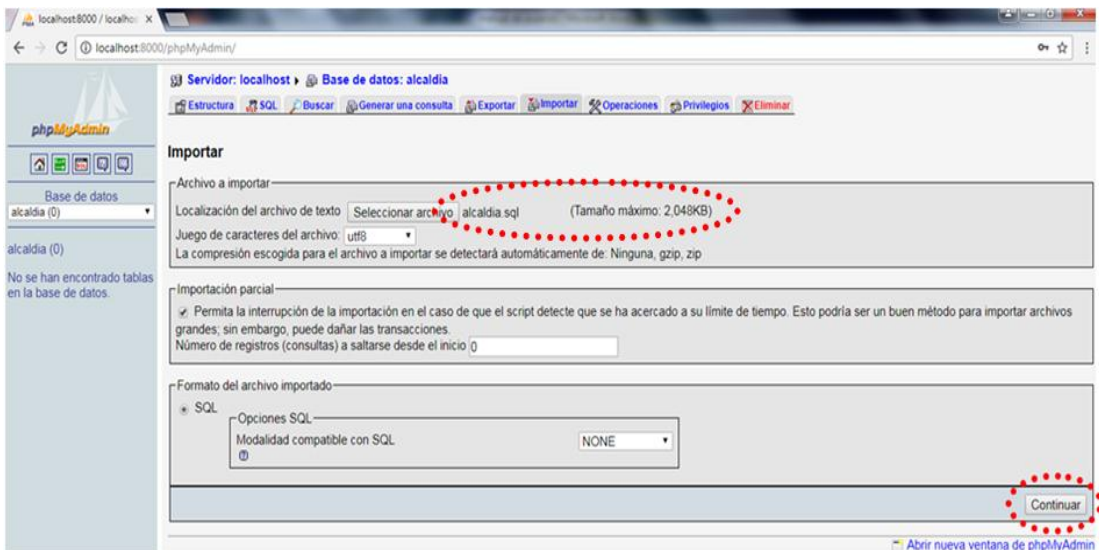 localhost:8000 / localhos
localhost:8000/phpMyAdmin/
Servidor: localhost ▸ Base de datos: alcaldia
Estructura SQL Buscar Generar una consulta Exportar Importar Operaciones Privilegios Eliminar
phpMyAdmin
Base de datos
alcaldia (0)
alcaldia (0)
No se han encontrado tablas
en la base de datos.
Importar
Archivo a importar
Localización del archivo de texto Seleccionar archivo alcaldia.sql (Tamaño máximo: 2,048KB)
Juego de caracteres del archivo: utf8
La compresión escogida para el archivo a importar se detectará automáticamente de: Ninguna, gzip, zip
Importación parcial
Permita la interrupción de la importación en el caso de que el script detecte que se ha acercado a su límite de tiempo. Esto podría ser un buen método para importar archivos
grandes; sin embargo, puede dañar las transacciones.
Número de registros (consultas) a saltarse desde el inicio 0
Formato del archivo importado
SQL
Opciones SQL
Modalidad compatible con SQL NONE
Continuar
Abrir nueva ventana de phpMyAdmin